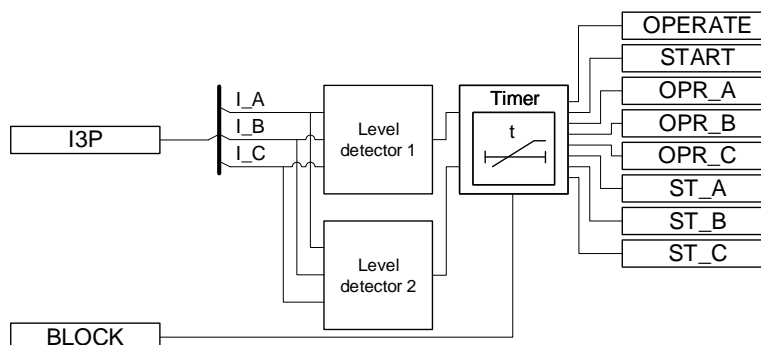 OPERATE
START
OPR_A
OPR_B
OPR_C
ST_A
ST_B
ST_C
Timer
t
I_A
I_B
I_C
I3P
Level
detector 1
Level
detector 2
BLOCK